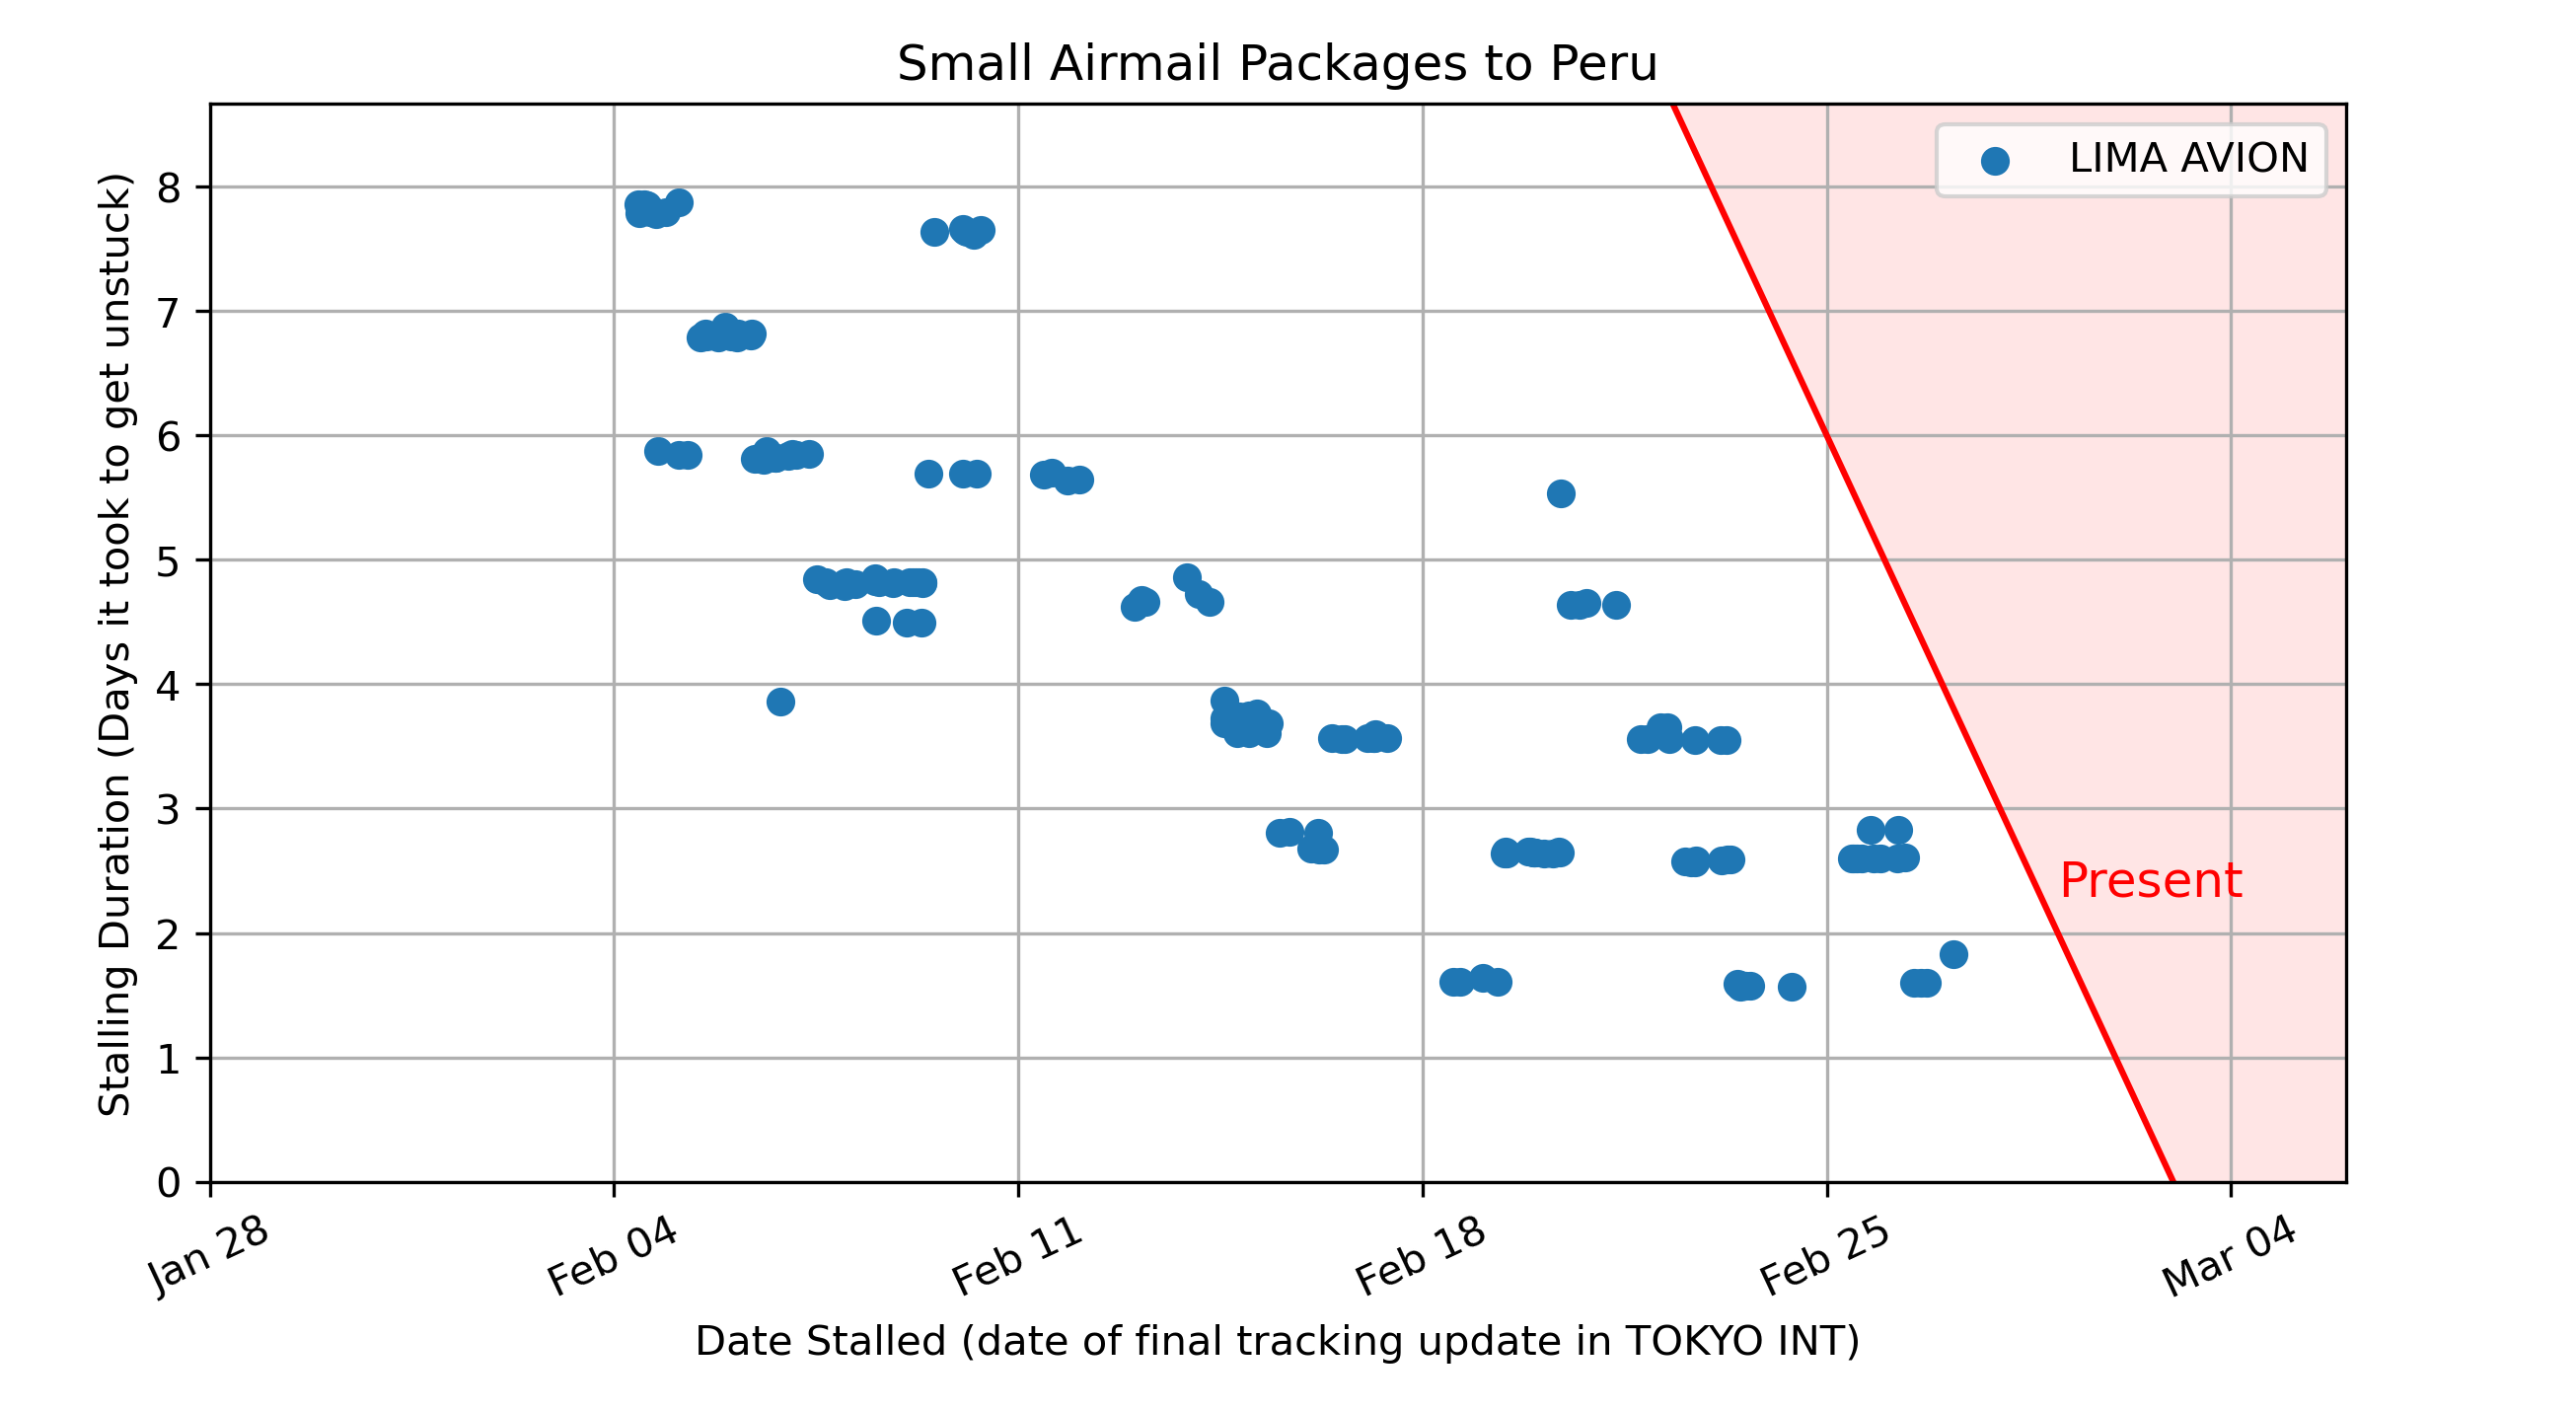 Small Airmail Packages to Peru
LIMA AVION
Stalling Duration (Days it took to get unstuck)
8
7
6
5
4
3
2
1
0
Present
Jan 28
Feb 04
Feb 11
Feb 18
Feb 25
Mar 04
Date Stalled (date of final tracking update in TOKYO INT)